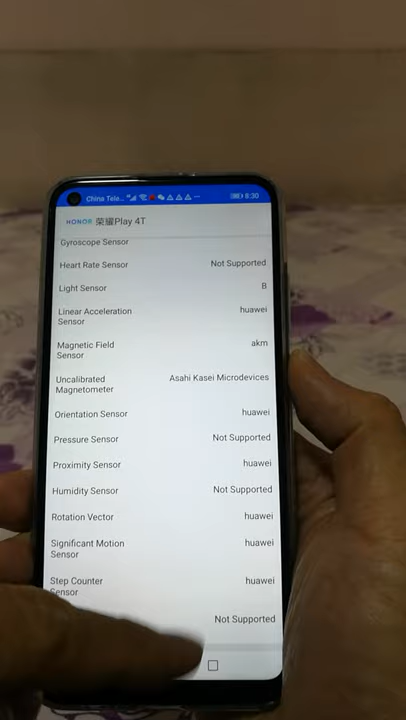 China Tele... 8:30
HONOR 荣耀Play 4T
Gyroscope Sensor
Heart Rate Sensor Not Supported
Light Sensor B
Linear Acceleration huawei
Sensor
Magnetic Field akm
Sensor
Uncalibrated Asahi Kasei Microdevices
Magnetometer
Orientation Sensor huawei
Pressure Sensor Not Supported
Proximity Sensor huawei
Humidity Sensor Not Supported
Rotation Vector huawei
Significant Motion huawei
Sensor
Step Counter huawei
Sensor
Not Supported